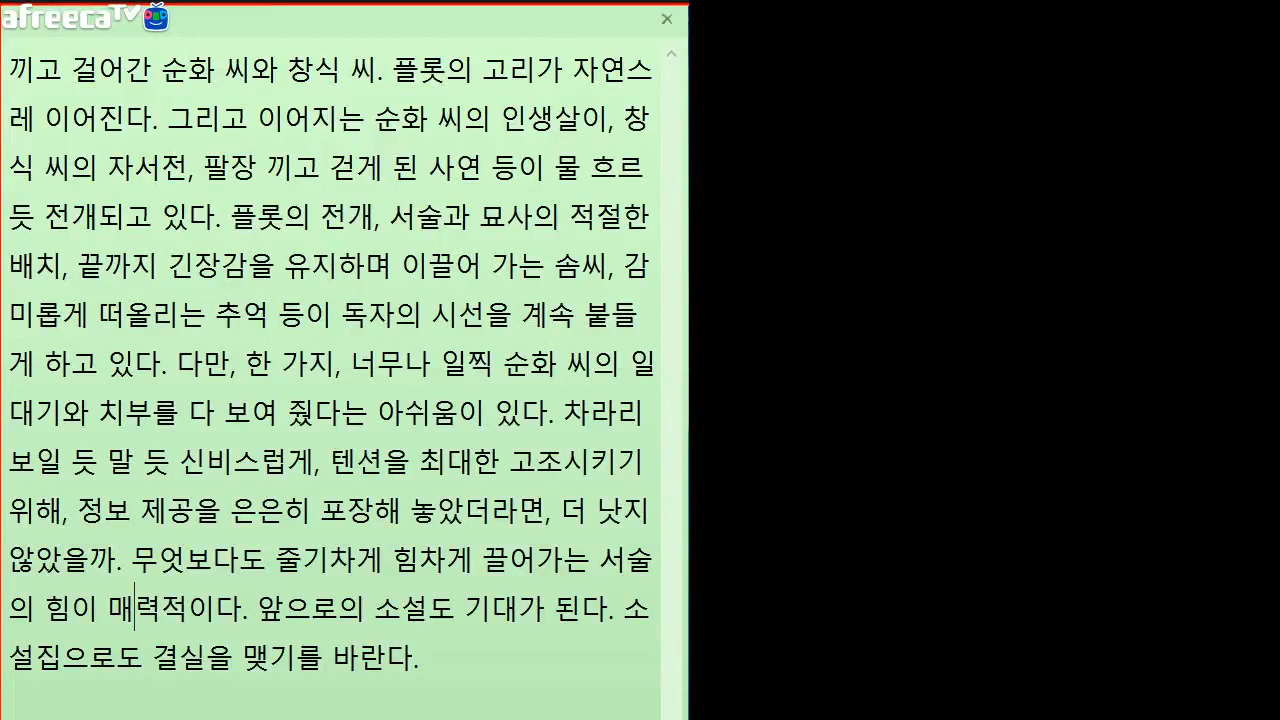 afreecaTV
끼고 걸어간 순화 씨와 창식 씨. 플롯의 고리가 자연스
레 이어진다. 그리고 이어지는 순화 씨의 인생살이, 창
식 씨의 자서전, 팔장 끼고 걷게 된 사연 등이 물 흐르
듯 전개되고 있다. 플롯의 전개, 서술과 묘사의 적절한
배치, 끝까지 긴장감을 유지하며 이끌어 가는 솜씨, 감
미롭게 떠올리는 추억 등이 독자의 시선을 계속 붙들
게 하고 있다. 다만, 한 가지, 너무나 일찍 순화 씨의 일
대기와 치부를 다 보여 줬다는 아쉬움이 있다. 차라리
보일 듯 말 듯 신비스럽게, 텐션을 최대한 고조시키기
위해, 정보 제공을 은은히 포장해 놓았더라면, 더 낫지
않았을까. 무엇보다도 줄기차게 힘차게 끌어가는 서술
의 힘이 매력적이다. 앞으로의 소설도 기대가 된다. 소
설집으로도 결실을 맺기를 바란다.